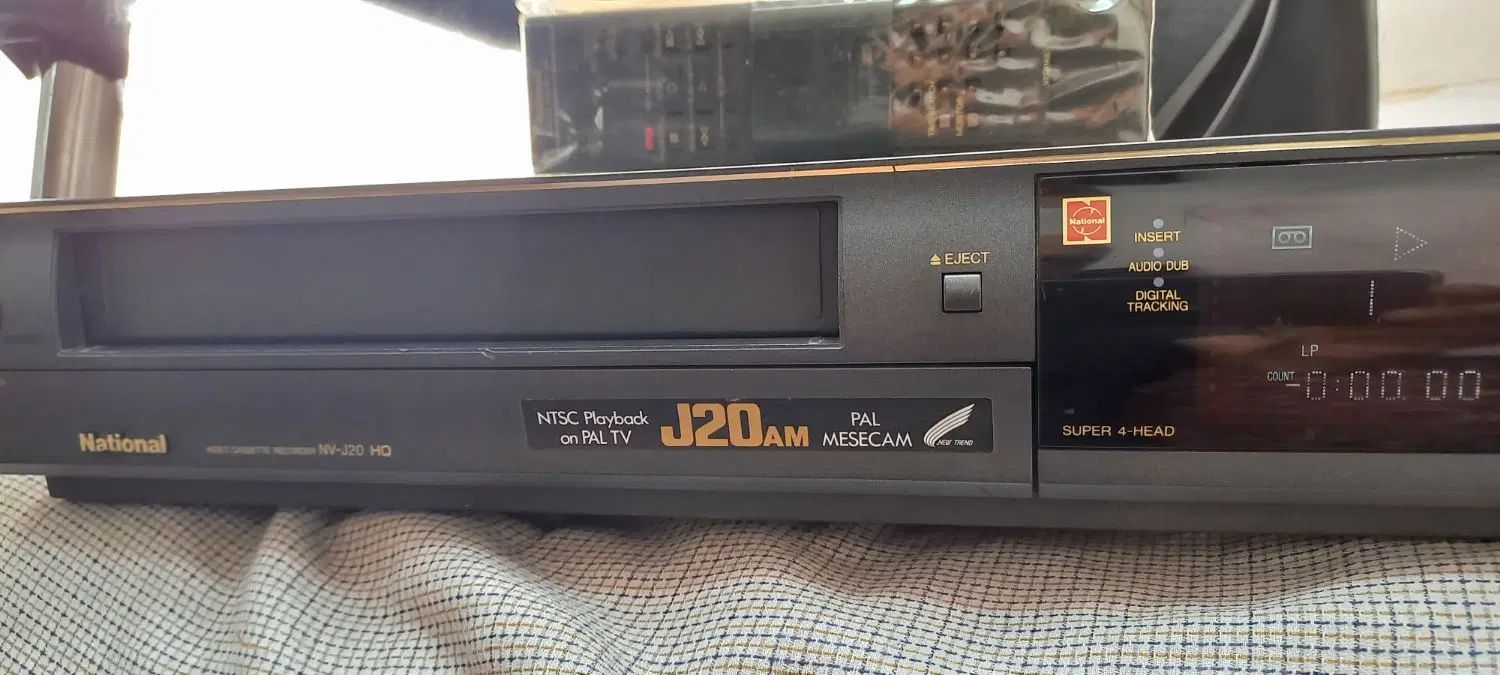 National
INSERT
AUDIO DUB
DIGITAL
TRACKING
EJECT
LP
COUNT
-0:00.00
SUPER 4-HEAD
NTSC Playback
on PAL TV
J20AM
PAL
MESECAM
NEW TREND
National
VIDEO CASSETTE RECORDER NV-J20 HQ